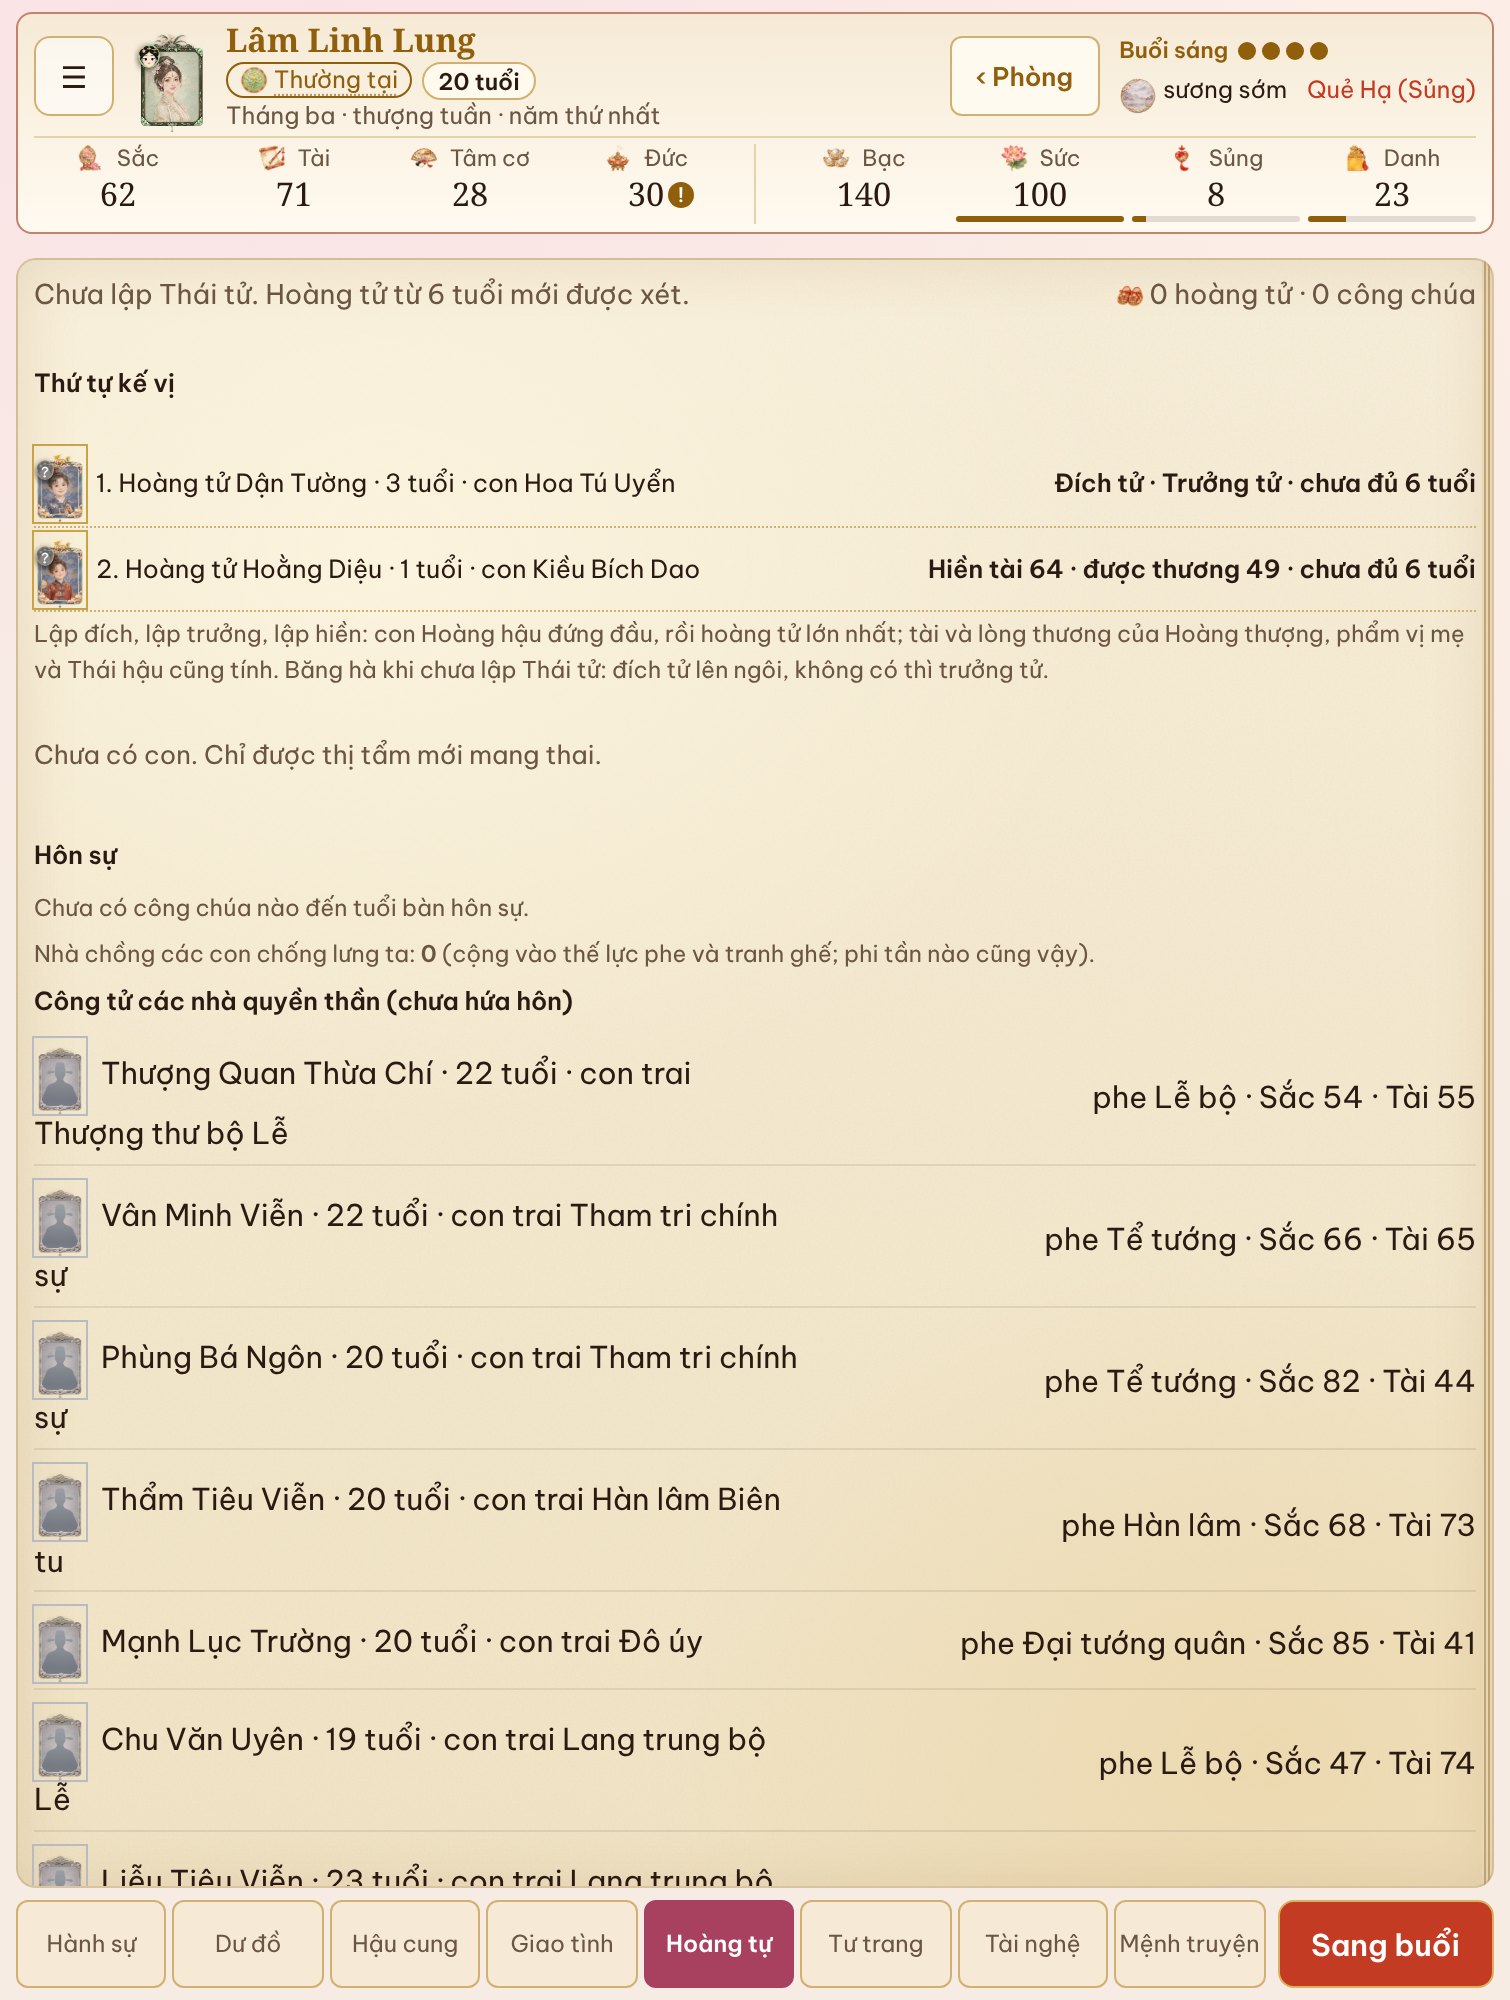 ☰
Lâm Linh Lung
Thường tại
20 tuổi
Tháng ba · thượng tuần · năm thứ nhất
‹ Phòng
Buổi sáng
sương sớm Quẻ Hạ (Sủng)
Sắc Tài Tâm cơ Đức Bạc Sức Sủng Danh
62 71 28 30 ! 140 100 8 23
Chưa lập Thái tử. Hoàng tử từ 6 tuổi mới được xét. 0 hoàng tử · 0 công chúa
Thứ tự kế vị
?
1. Hoàng tử Dận Tường · 3 tuổi · con Hoa Tú Uyển Đích tử · Trưởng tử · chưa đủ 6 tuổi
?
2. Hoàng tử Hoằng Diệu · 1 tuổi · con Kiều Bích Dao Hiền tài 64 · được thương 49 · chưa đủ 6 tuổi
Lập đích, lập trưởng, lập hiền: con Hoàng hậu đứng đầu, rồi hoàng tử lớn nhất; tài và lòng thương của Hoàng thượng, phẩm vị mẹ
và Thái hậu cũng tính. Băng hà khi chưa lập Thái tử: đích tử lên ngôi, không có thì trưởng tử.
Chưa có con. Chỉ được thị tẩm mới mang thai.
Hôn sự
Chưa có công chúa nào đến tuổi bàn hôn sự.
Nhà chồng các con chống lưng ta: 0 (cộng vào thế lực phe và tranh ghế; phi tần nào cũng vậy).
Công tử các nhà quyền thần (chưa hứa hôn)
Thượng Quan Thừa Chí · 22 tuổi · con trai
Thượng thư bộ Lễ
phe Lễ bộ · Sắc 54 · Tài 55
Vân Minh Viễn · 22 tuổi · con trai Tham tri chính
sự
phe Tể tướng · Sắc 66 · Tài 65
Phùng Bá Ngôn · 20 tuổi · con trai Tham tri chính
sự
phe Tể tướng · Sắc 82 · Tài 44
Thẩm Tiêu Viễn · 20 tuổi · con trai Hàn lâm Biên
tu
phe Hàn lâm · Sắc 68 · Tài 73
Mạnh Lục Trường · 20 tuổi · con trai Đô úy phe Đại tướng quân · Sắc 85 · Tài 41
Chu Văn Uyên · 19 tuổi · con trai Lang trung bộ
Lễ
phe Lễ bộ · Sắc 47 · Tài 74
Liễu Tiêu Viễn · 23 tuổi · con trai Lang trung bộ
Hành sự
Dư đồ
Hậu cung
Giao tình
Hoàng tự
Tư trang
Tài nghệ
Mệnh truyện
Sang buổi